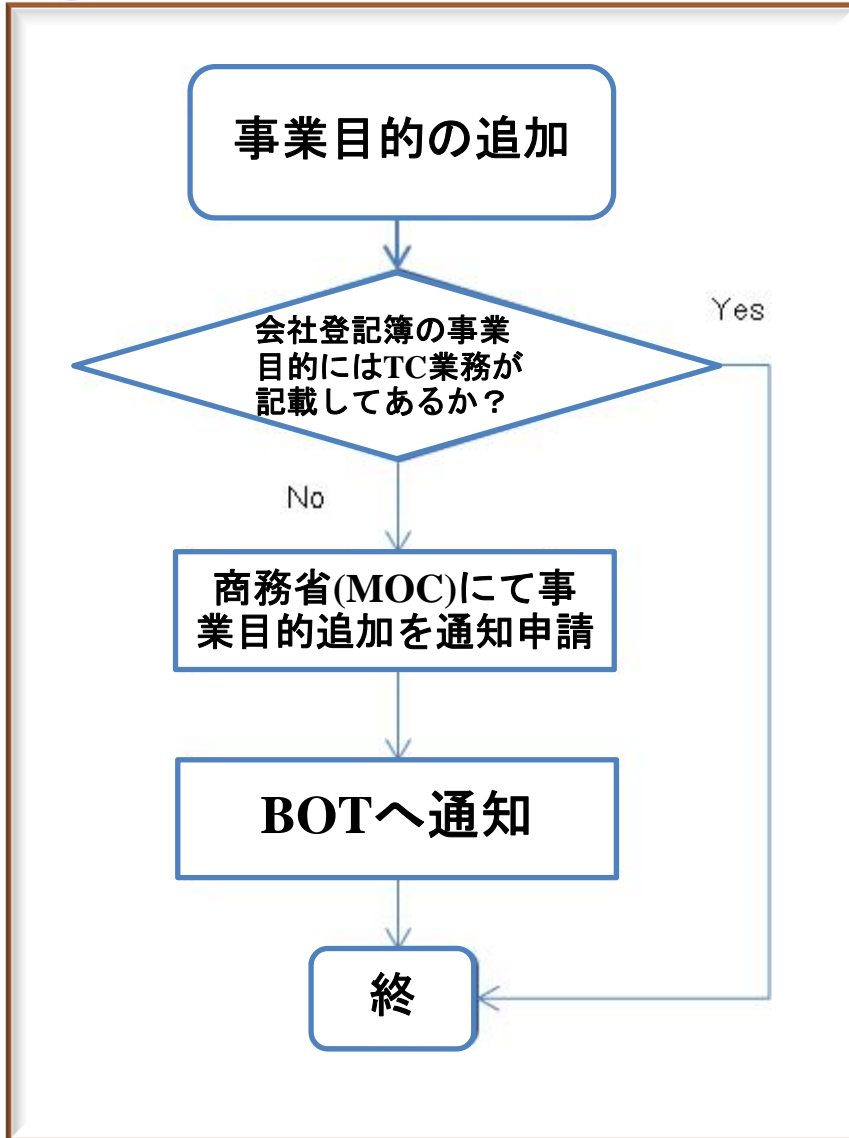 事業目的の追加
会社登記簿の事業
目的にはTC業務が
記載してあるか？
Yes
No
商務省(MOC)にて事
業目的追加を通知申請
BOTへ通知
終